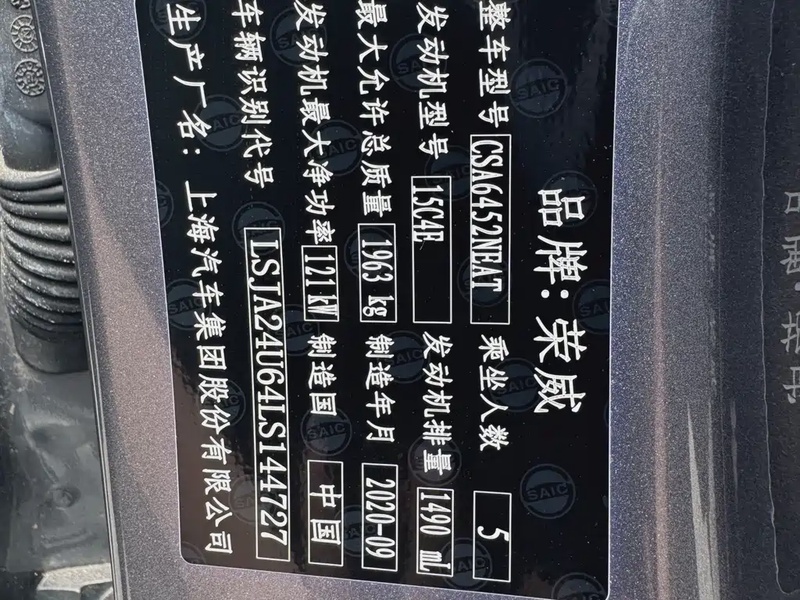 品牌: 荣威
整车型号 CSA6452NEAT 乘坐人数 5
发动机型号 15C4E 发动机排量 1490 mL
最大允许总质量 1963 kg 制造年月 2020-09
发动机最大净功率 121 kW 制造国 中国
车辆识别代号 LSJA24U64LS144727
生产厂名: 上海汽车集团股份有限公司